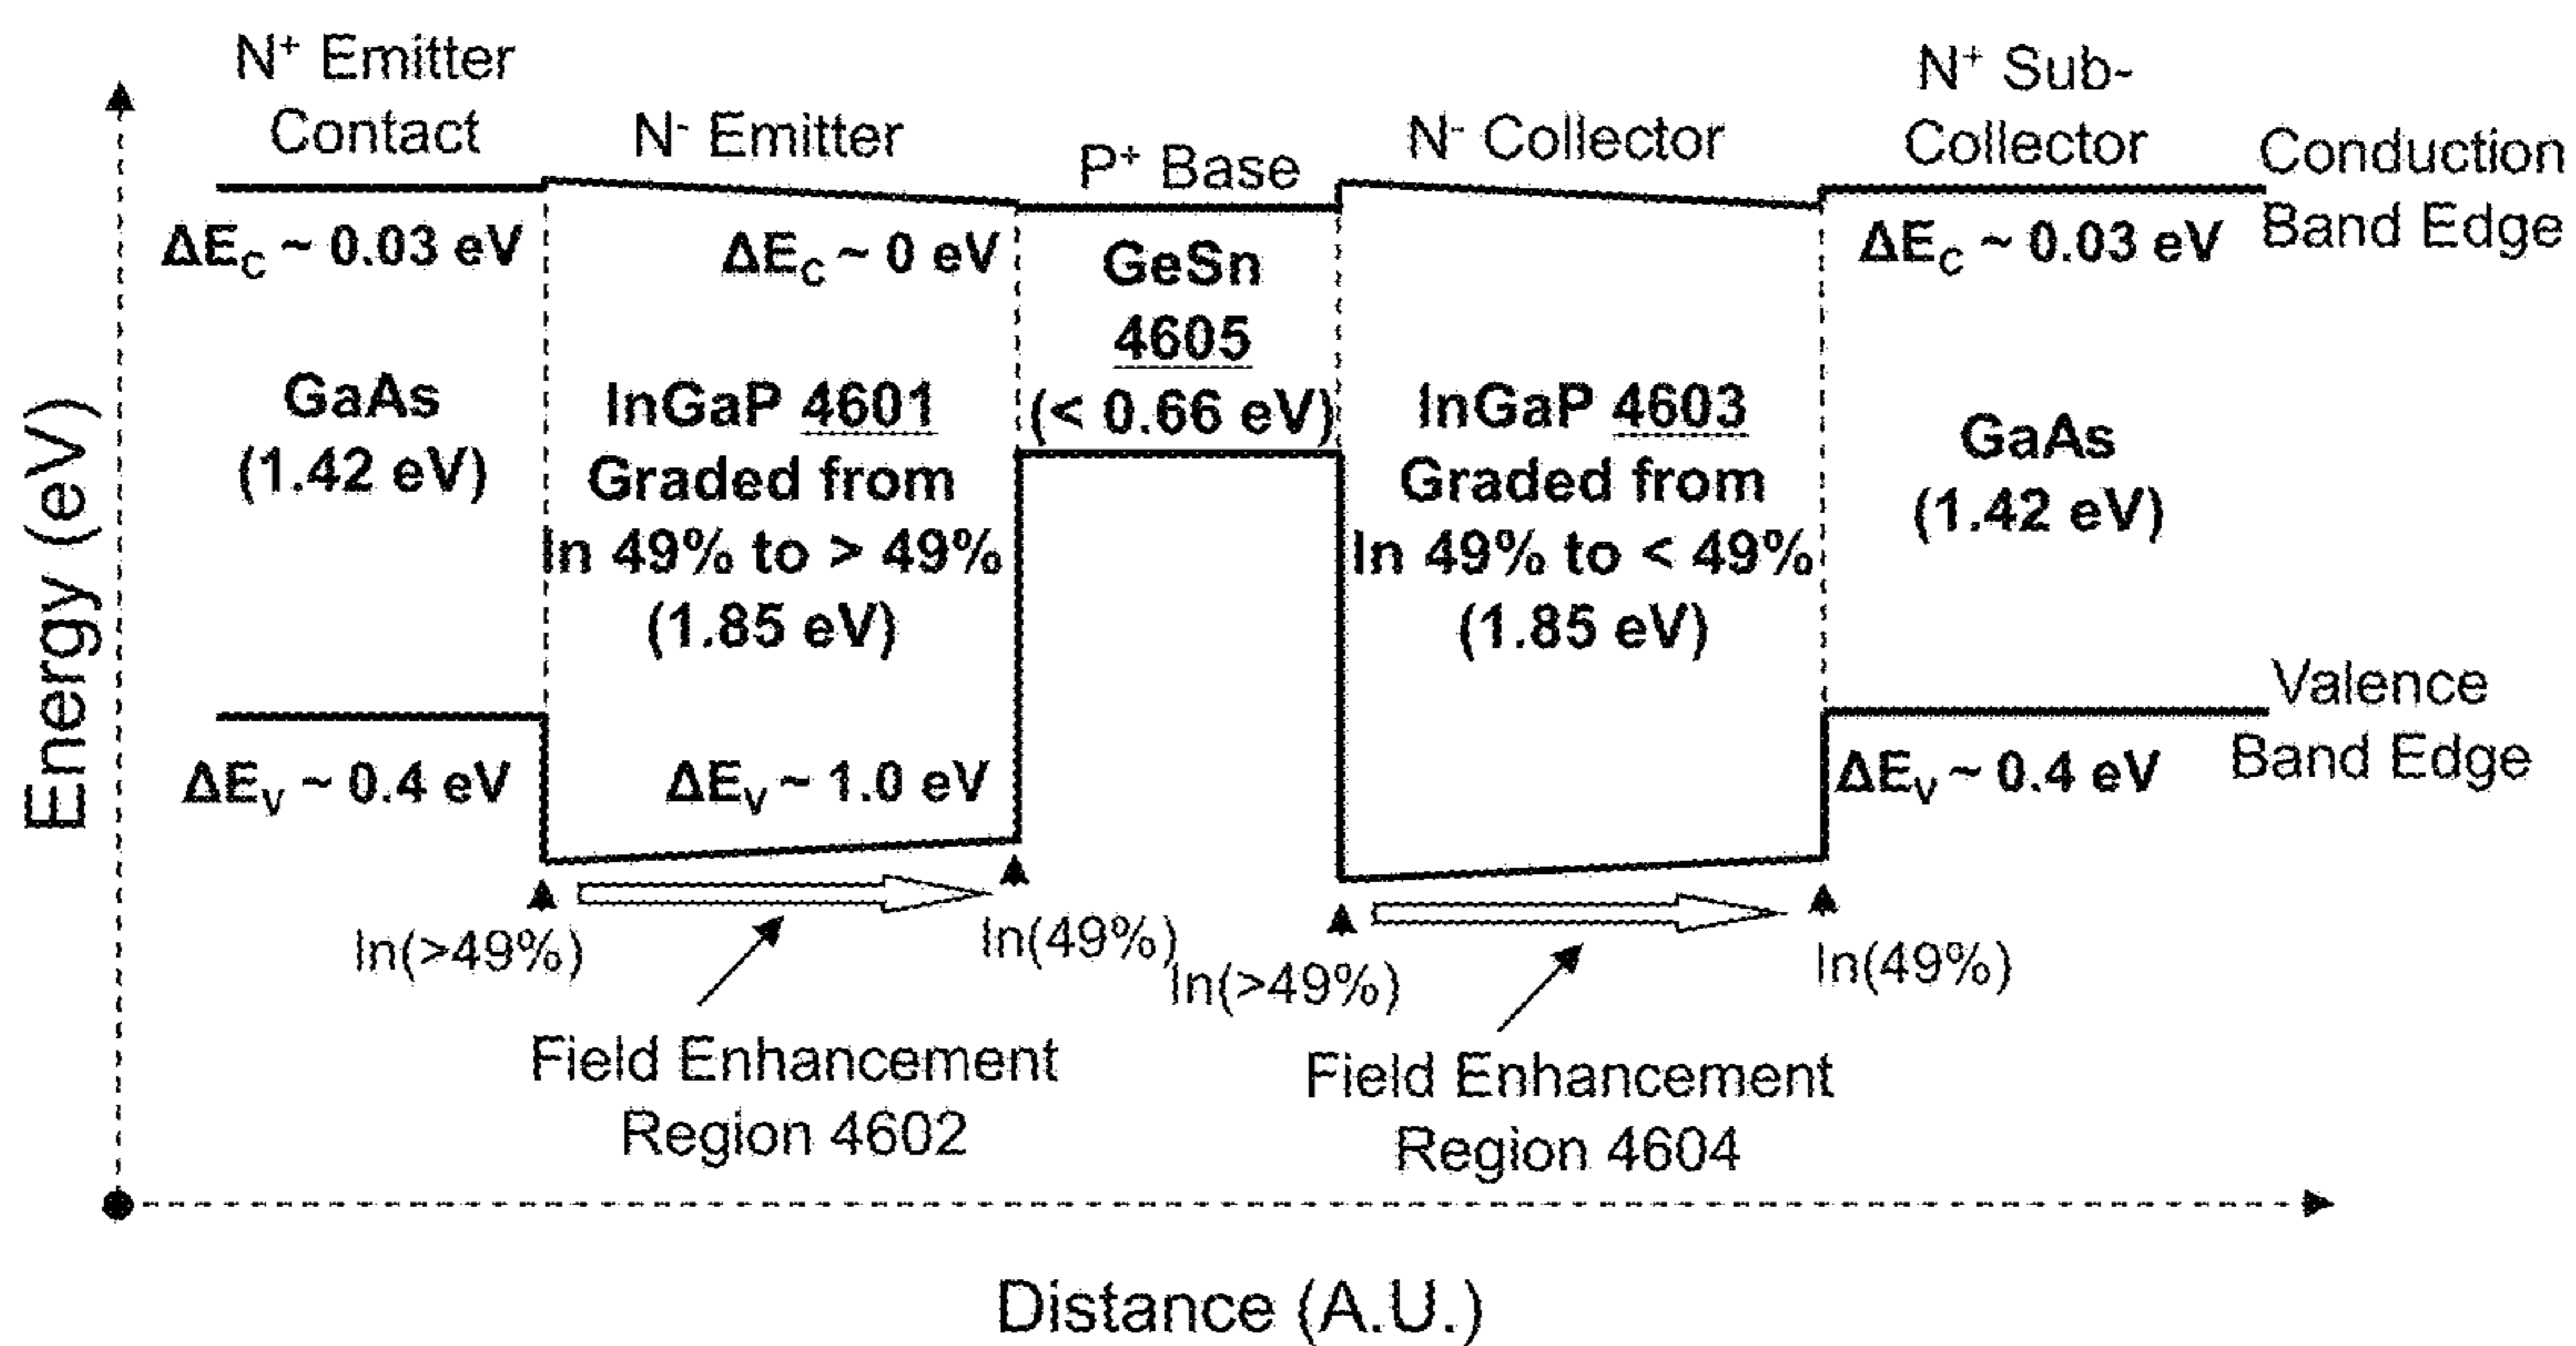 N⁺ Emitter
Contact
N⁻ Emitter
P⁺ Base
N⁻ Collector
N⁺ Sub-
Collector
Conduction
Band Edge
ΔE_C ~ 0.03 eV
ΔE_C ~ 0 eV
GeSn
4605
(< 0.66 eV)
ΔE_C ~ 0.03 eV
GaAs
(1.42 eV)
InGaP 4601
Graded from
In 49% to > 49%
(1.85 eV)
InGaP 4603
Graded from
In 49% to < 49%
(1.85 eV)
GaAs
(1.42 eV)
Energy (eV)
Valence
Band Edge
ΔE_V ~ 0.4 eV
ΔE_V ~ 1.0 eV
ΔE_V ~ 0.4 eV
In(>49%)
In(49%)
In(>49%)
In(49%)
Field Enhancement
Region 4602
Field Enhancement
Region 4604
Distance (A.U.)